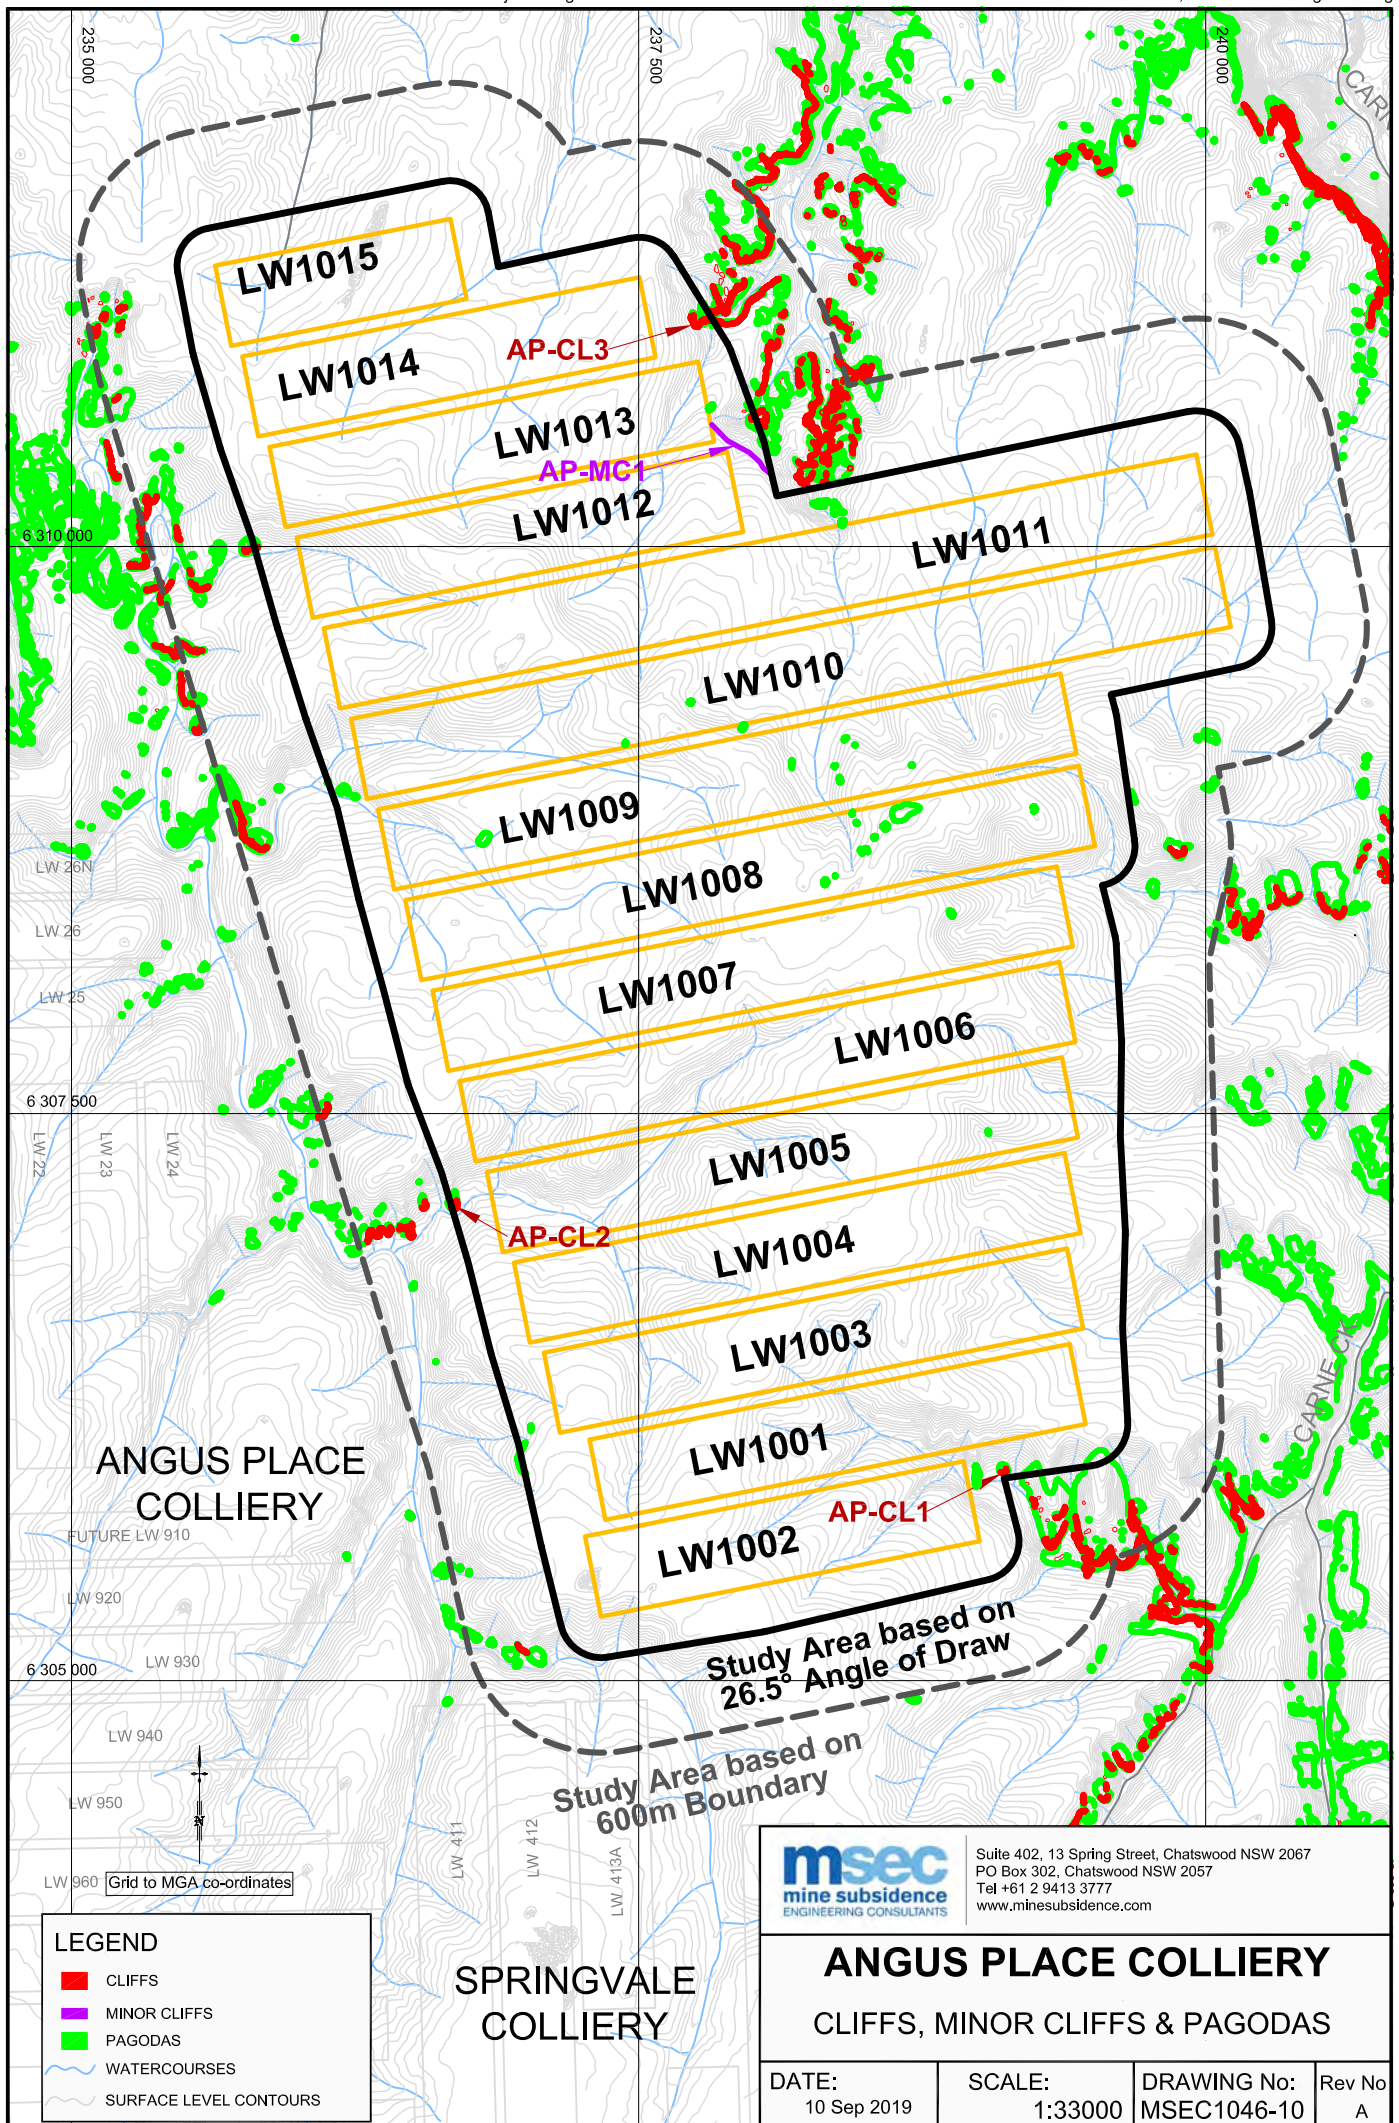 235 000
237 500
240 000
LW1015
AP-CL3
LW1014
LW1013
AP-MC1
LW1012
LW1011
6 310 000
LW1010
LW1009
LW 26N
LW1008
LW 26
LW1007
LW 25
LW1006
6 307 500
LW 22
LW 23
LW 24
LW1005
AP-CL2
LW1004
LW1003
CARNE CK
LW1001
ANGUS PLACE
COLLIERY
AP-CL1
FUTURE LW 910
LW1002
LW 920
Study Area based on
26.5° Angle of Draw
LW 930
6 305 000
LW 940
Study Area based on
600m Boundary
LW 950
N
LW 411
LW 412
LW 413A
LW 960
Grid to MGA co-ordinates
SPRINGVALE
COLLIERY
LEGEND
CLIFFS
MINOR CLIFFS
PAGODAS
WATERCOURSES
SURFACE LEVEL CONTOURS
msec
mine subsidence
ENGINEERING CONSULTANTS
Suite 402, 13 Spring Street, Chatswood NSW 2067
PO Box 302, Chatswood NSW 2057
Tel +61 2 9413 3777
www.minesubsidence.com
ANGUS PLACE COLLIERY
CLIFFS, MINOR CLIFFS & PAGODAS
DATE:
10 Sep 2019
SCALE:
1:33000
DRAWING No:
MSEC1046-10
Rev No
A